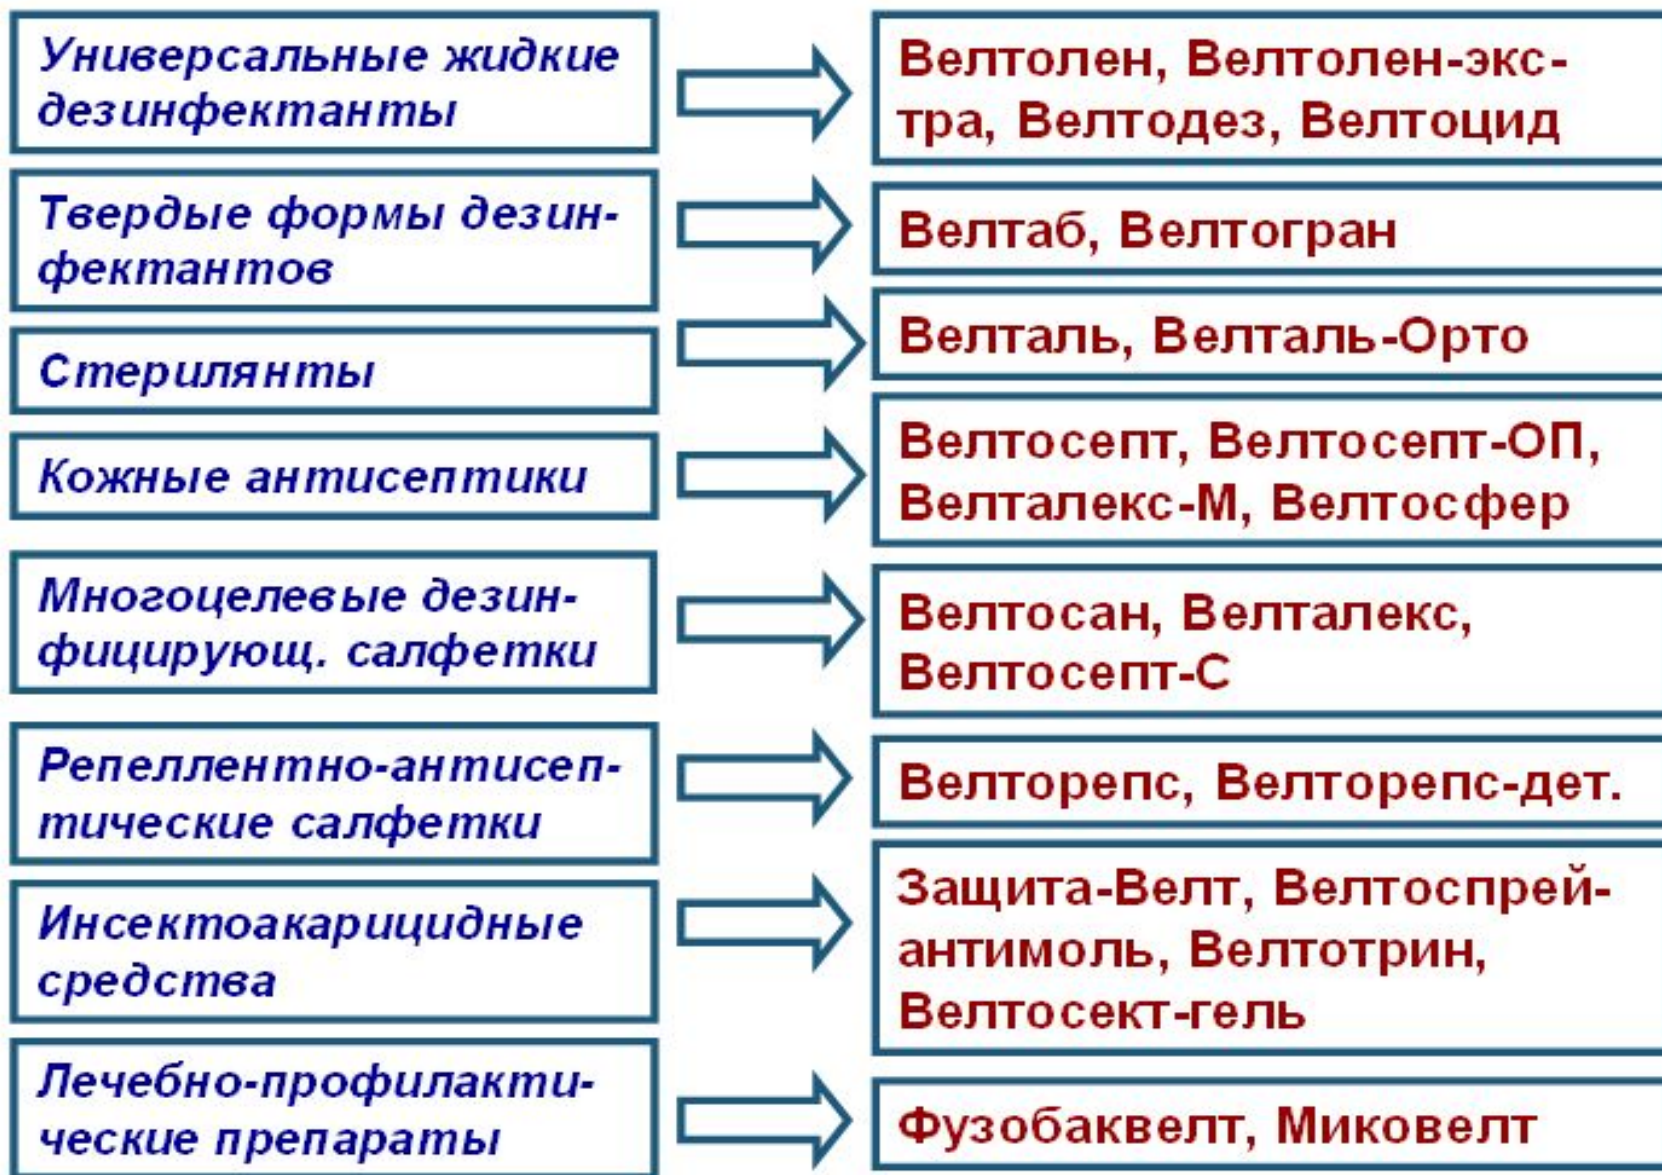 Универсальные жидкие
дезинфектанты
Велтолен, Велтолен-экс-
тра, Велтодез, Велтоцид
Твердые формы дезин-
фектантов
Велтаб, Велтогран
Стерилянты
Велталь, Велталь-Орто
Кожные антисептики
Велтосепт, Велтосепт-ОП,
Велталекс-М, Велтосфер
Многоцелевые дезин-
фицирующ. салфетки
Велтосан, Велталекс,
Велтосепт-С
Репеллентно-антисеп-
тические салфетки
Велторепс, Велторепс-дет.
Инсектоакарицидные
средства
Защита-Велт, Велтоспрей-
антимоль, Велтотрин,
Велтосект-гель
Лечебно-профилакти-
ческие препараты
Фузобаквелт, Миковелт